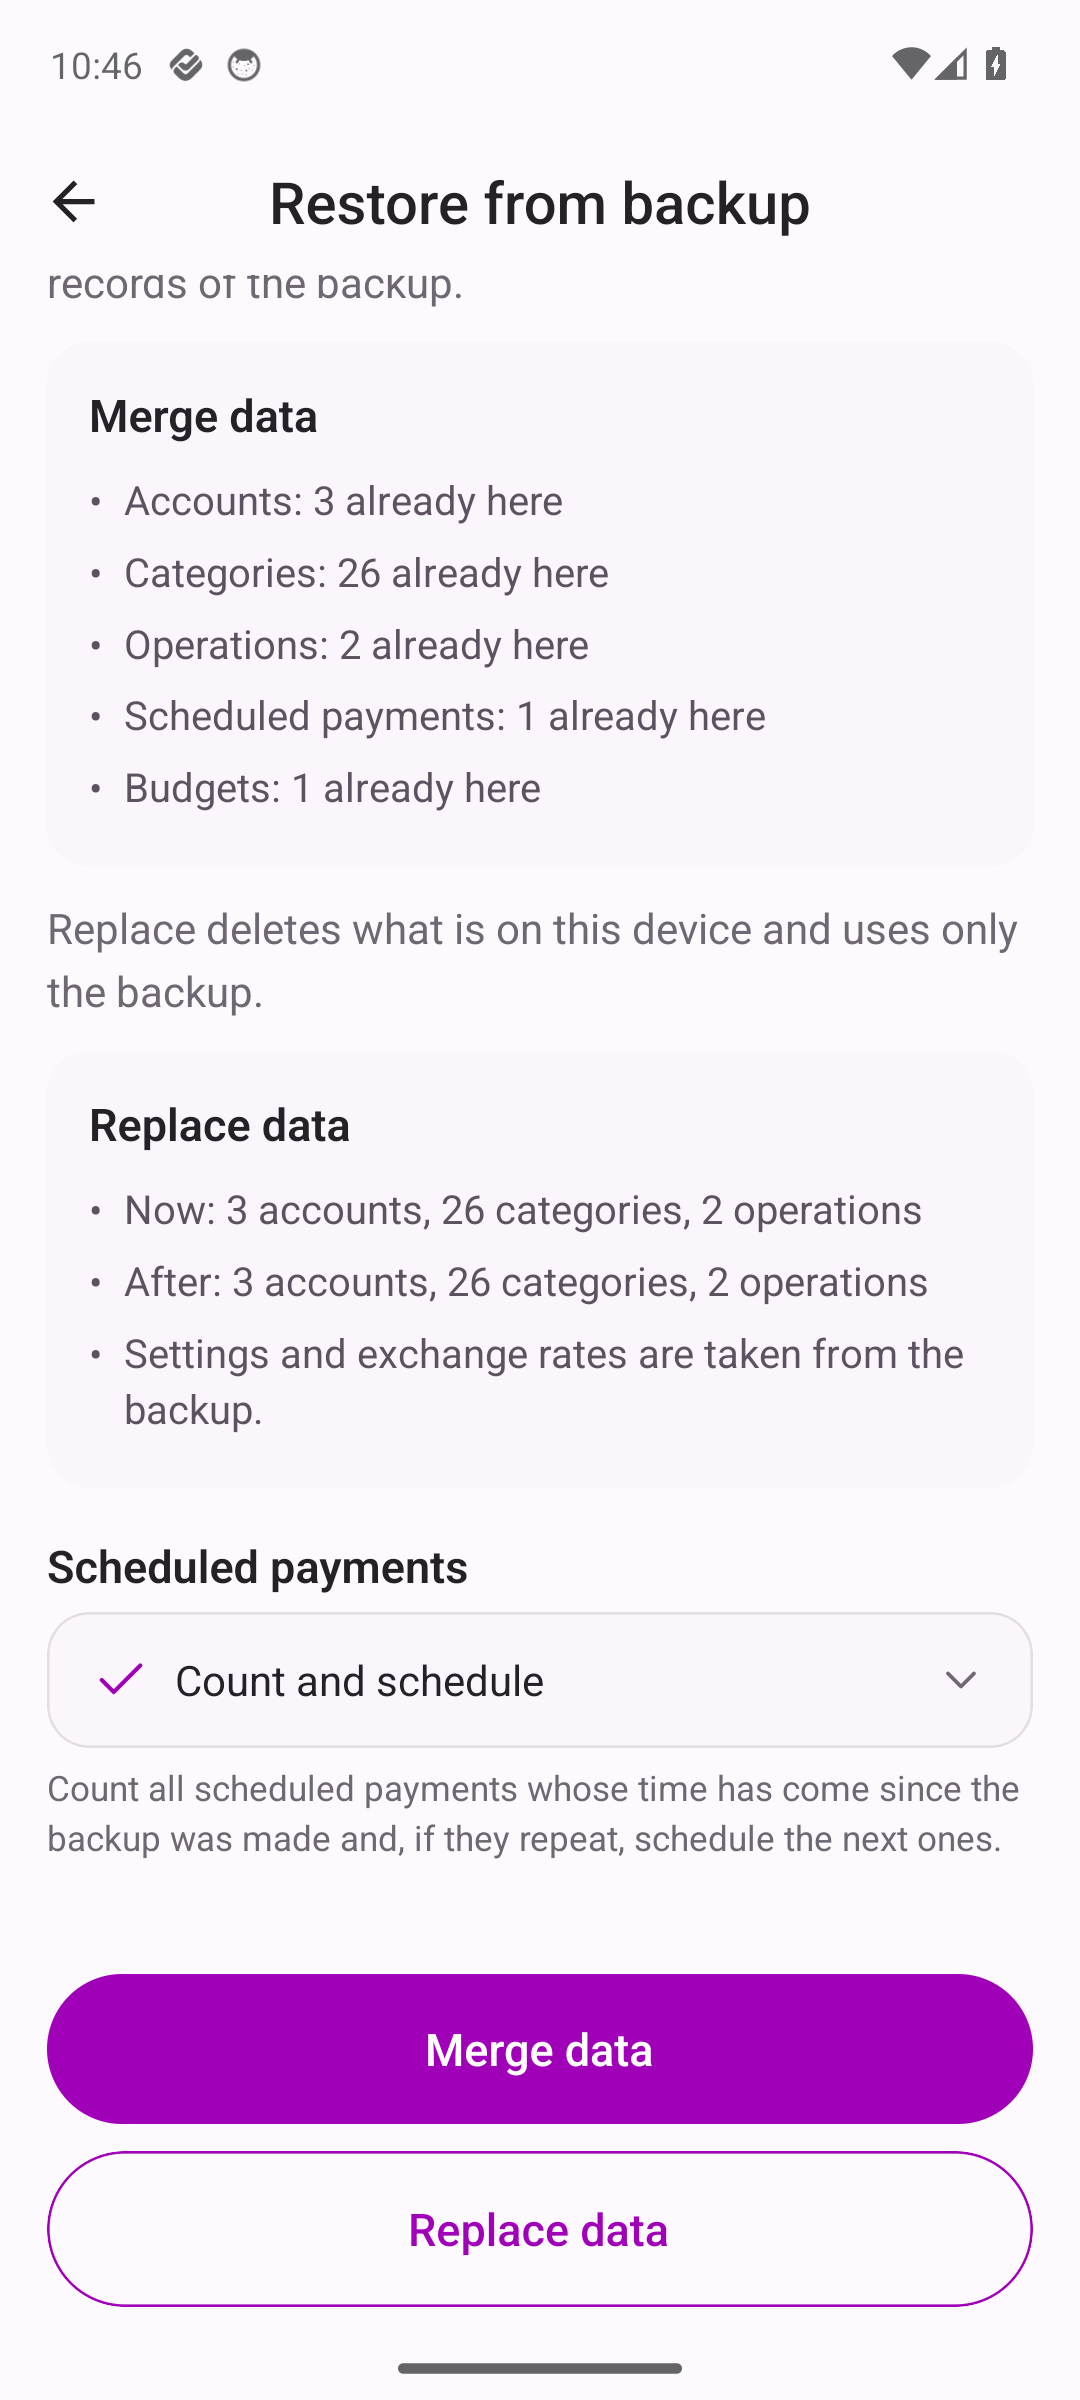 10:46
Restore from backup
records of the backup.
Merge data
• Accounts: 3 already here
• Categories: 26 already here
• Operations: 2 already here
• Scheduled payments: 1 already here
• Budgets: 1 already here
Replace deletes what is on this device and uses only
the backup.
Replace data
• Now: 3 accounts, 26 categories, 2 operations
• After: 3 accounts, 26 categories, 2 operations
• Settings and exchange rates are taken from the
backup.
Scheduled payments
Count and schedule
Count all scheduled payments whose time has come since the
backup was made and, if they repeat, schedule the next ones.
Merge data
Replace data